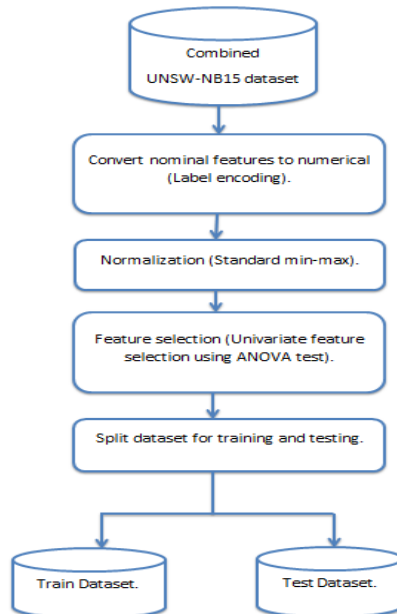 Combined
UNSW-NB15 dataset
Convert nominal features to numerical
(Label encoding).
Normalization (Standard min-max).
Feature selection (Univariate feature
selection using ANOVA test).
Split dataset for training and testing.
Train Dataset.
Test Dataset.